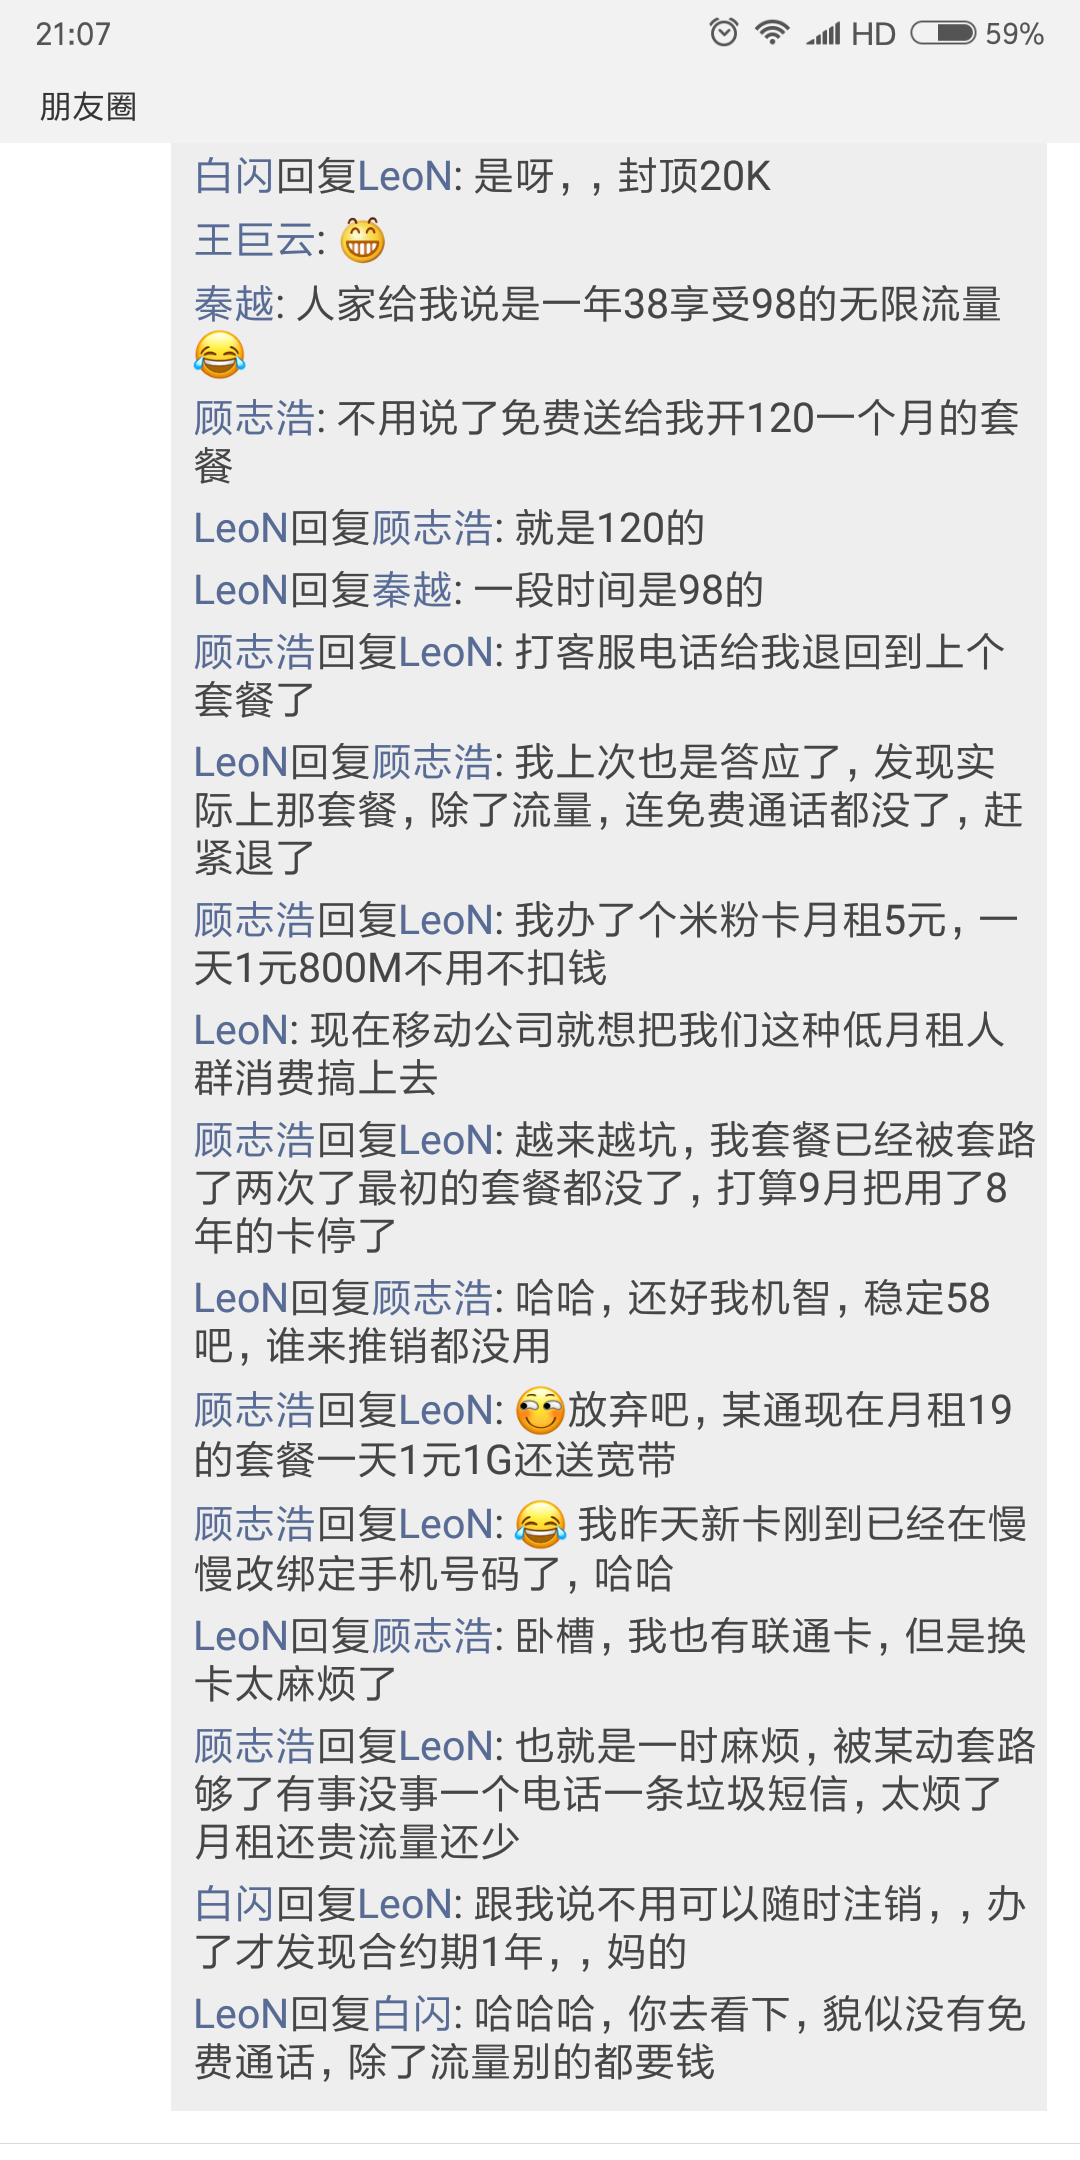 21:07
HD 59%
朋友圈
白闪回复LeoN: 是呀，，封顶20K
王巨云: 😁
秦越: 人家给我说是一年38享受98的无限流量
😂
顾志浩: 不用说了免费送给我开120一个月的套
餐
LeoN回复顾志浩: 就是120的
LeoN回复秦越: 一段时间是98的
顾志浩回复LeoN: 打客服电话给我退回到上个
套餐了
LeoN回复顾志浩: 我上次也是答应了，发现实
际上那套餐，除了流量，连免费通话都没了，赶
紧退了
顾志浩回复LeoN: 我办了个米粉卡月租5元，一
天1元800M不用不扣钱
LeoN: 现在移动公司就想把我们这种低月租人
群消费搞上去
顾志浩回复LeoN: 越来越坑，我套餐已经被套路
了两次了最初的套餐都没了，打算9月把用了8
年的卡停了
LeoN回复顾志浩: 哈哈，还好我机智，稳定58
吧，谁来推销都没用
顾志浩回复LeoN: 放弃吧，某通现在月租19
的套餐一天1元1G还送宽带
顾志浩回复LeoN: 😂 我昨天新卡刚到已经在慢
慢改绑定手机号码了，哈哈
LeoN回复顾志浩: 卧槽，我也有联通卡，但是换
卡太麻烦了
顾志浩回复LeoN: 也就是一时麻烦，被某动套路
够了有事没事一个电话一条垃圾短信，太烦了
月租还贵流量还少
白闪回复LeoN: 跟我说不用可以随时注销，，办
了才发现合约期1年，，妈的
LeoN回复白闪: 哈哈哈，你去看下，貌似没有免
费通话，除了流量别的都要钱